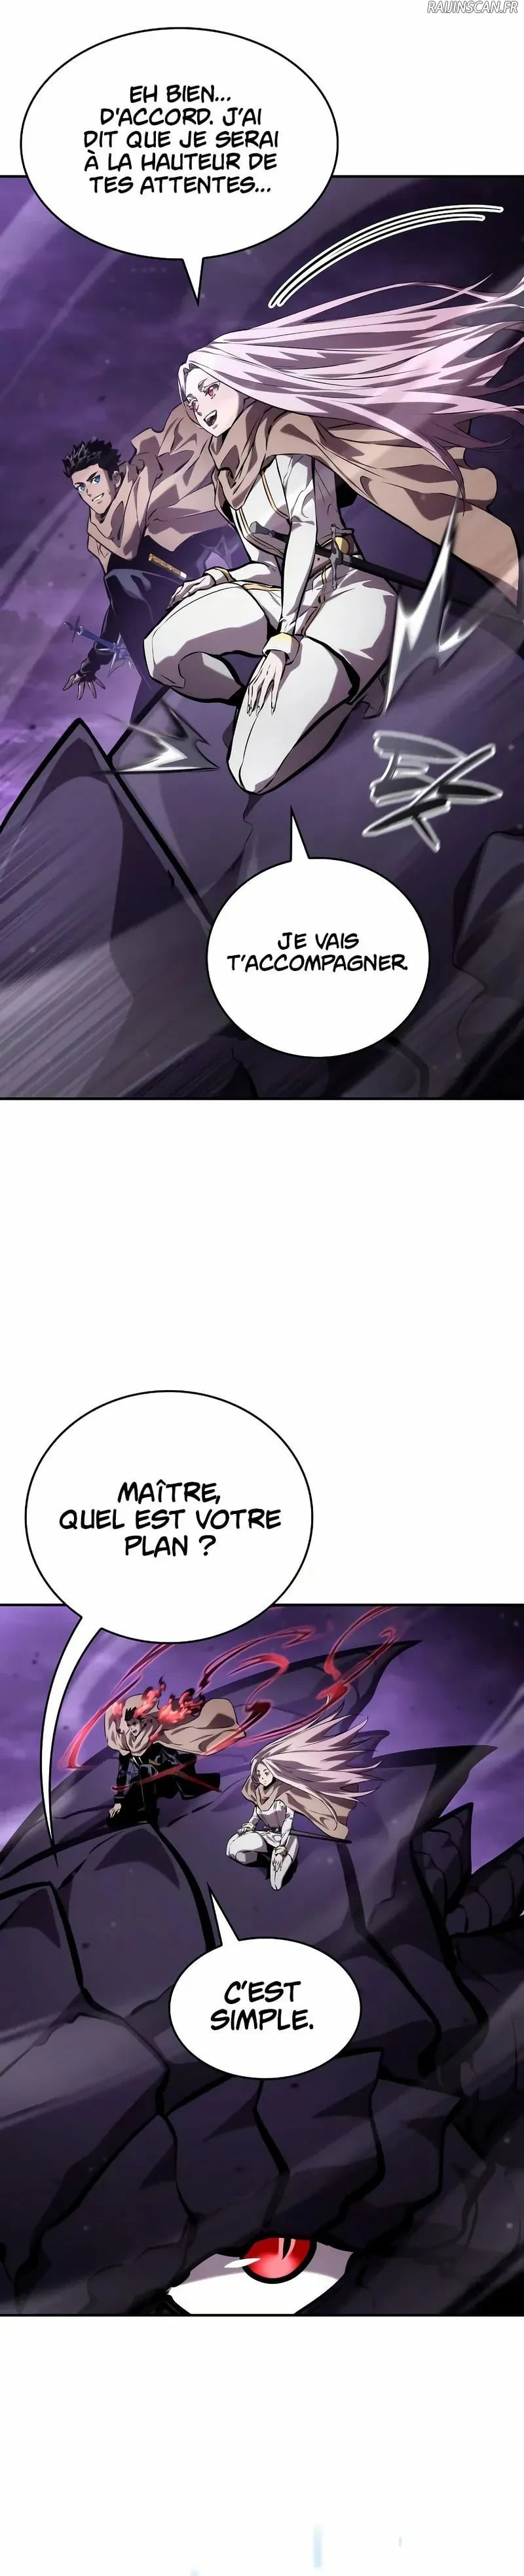 RAIJINSCAN.FR
EH BIEN...
D'ACCORD. J'AI
DIT QUE JE SERAI
À LA HAUTEUR DE
TES ATTENTES...
JE VAIS
T'ACCOMPAGNER.
MAÎTRE,
QUEL EST VOTRE
PLAN ?
C'EST
SIMPLE.